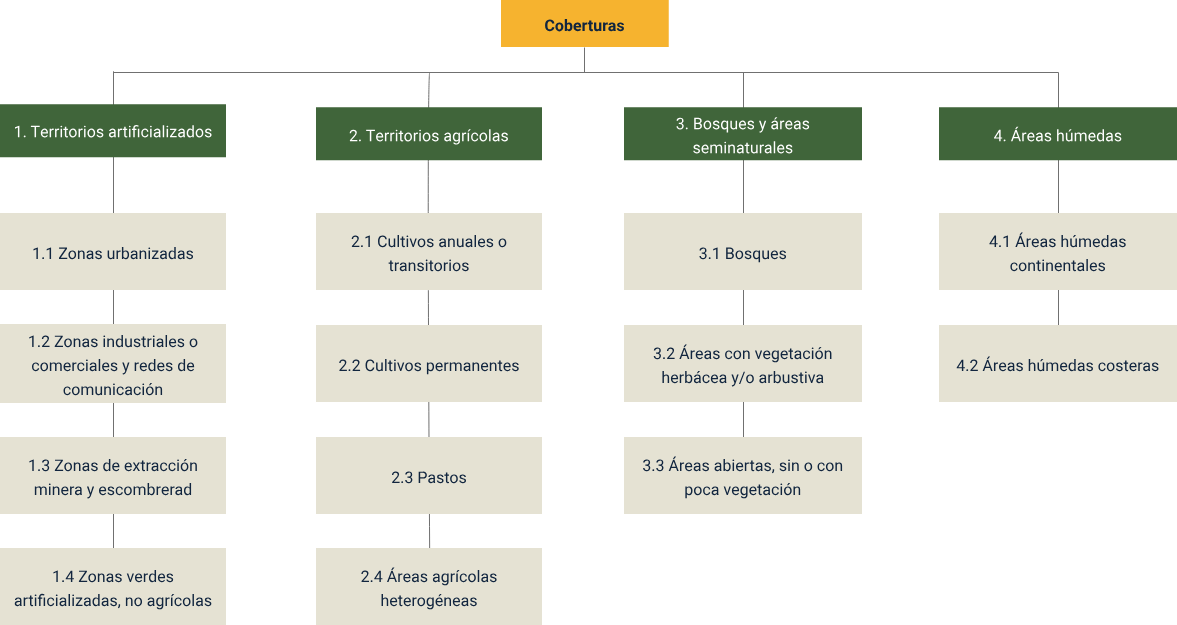 Coberturas
1. Territorios artificializados
2. Territorios agrícolas
3. Bosques y áreas
seminaturales
4. Áreas húmedas
1.1 Zonas urbanizadas
2.1 Cultivos anuales o
transitorios
3.1 Bosques
4.1 Áreas húmedas
continentales
1.2 Zonas industriales o
comerciales y redes de
comunicación
2.2 Cultivos permanentes
3.2 Áreas con vegetación
herbácea y/o arbustiva
4.2 Áreas húmedas costeras
1.3 Zonas de extracción
minera y escombrerad
2.3 Pastos
3.3 Áreas abiertas, sin o con
poca vegetación
1.4 Zonas verdes
artificializadas, no agrícolas
2.4 Áreas agrícolas
heterogéneas